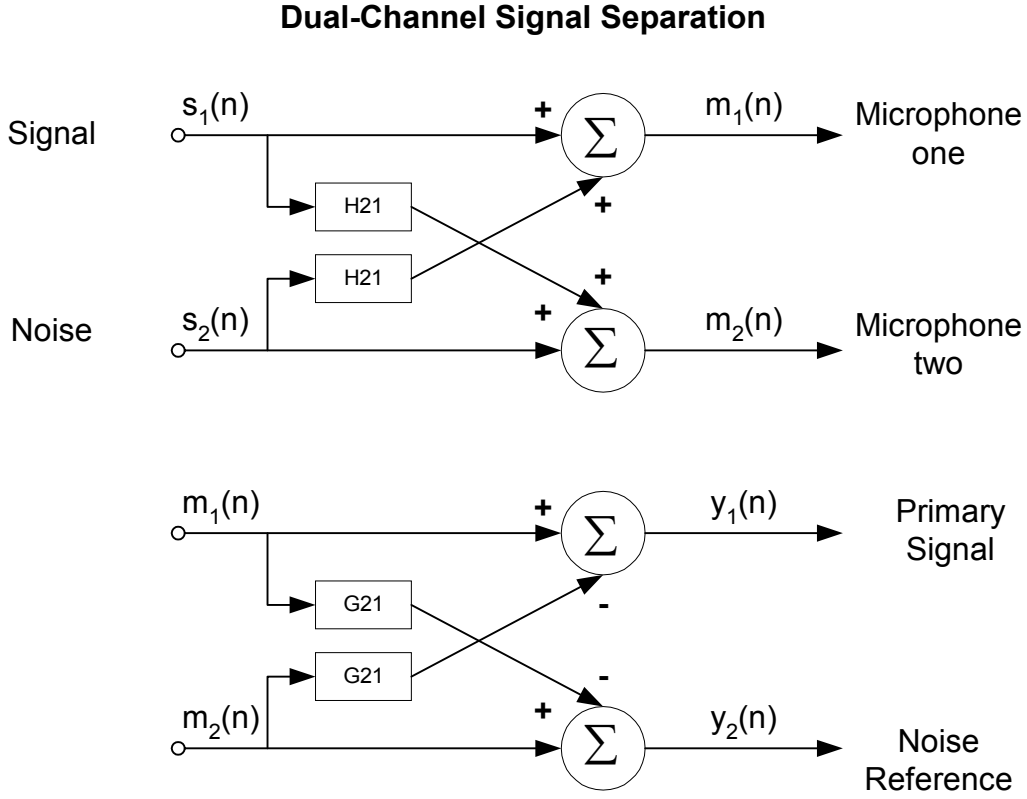 Dual-Channel Signal Separation
Signal
s1(n)
+
Σ
m1(n)
Microphone
one
H21
+
H21
+
Noise
s2(n)
+
Σ
m2(n)
Microphone
two
m1(n)
+
Σ
y1(n)
Primary
Signal
G21
-
G21
-
m2(n)
+
Σ
y2(n)
Noise
Reference